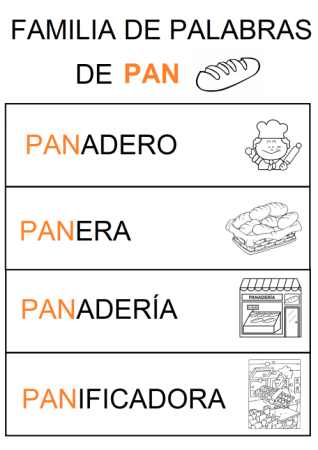 FAMILIA DE PALABRAS
DE PAN
PANADERO
PANERA
PANADERÍA
PANADERÍA
PANIFICADORA